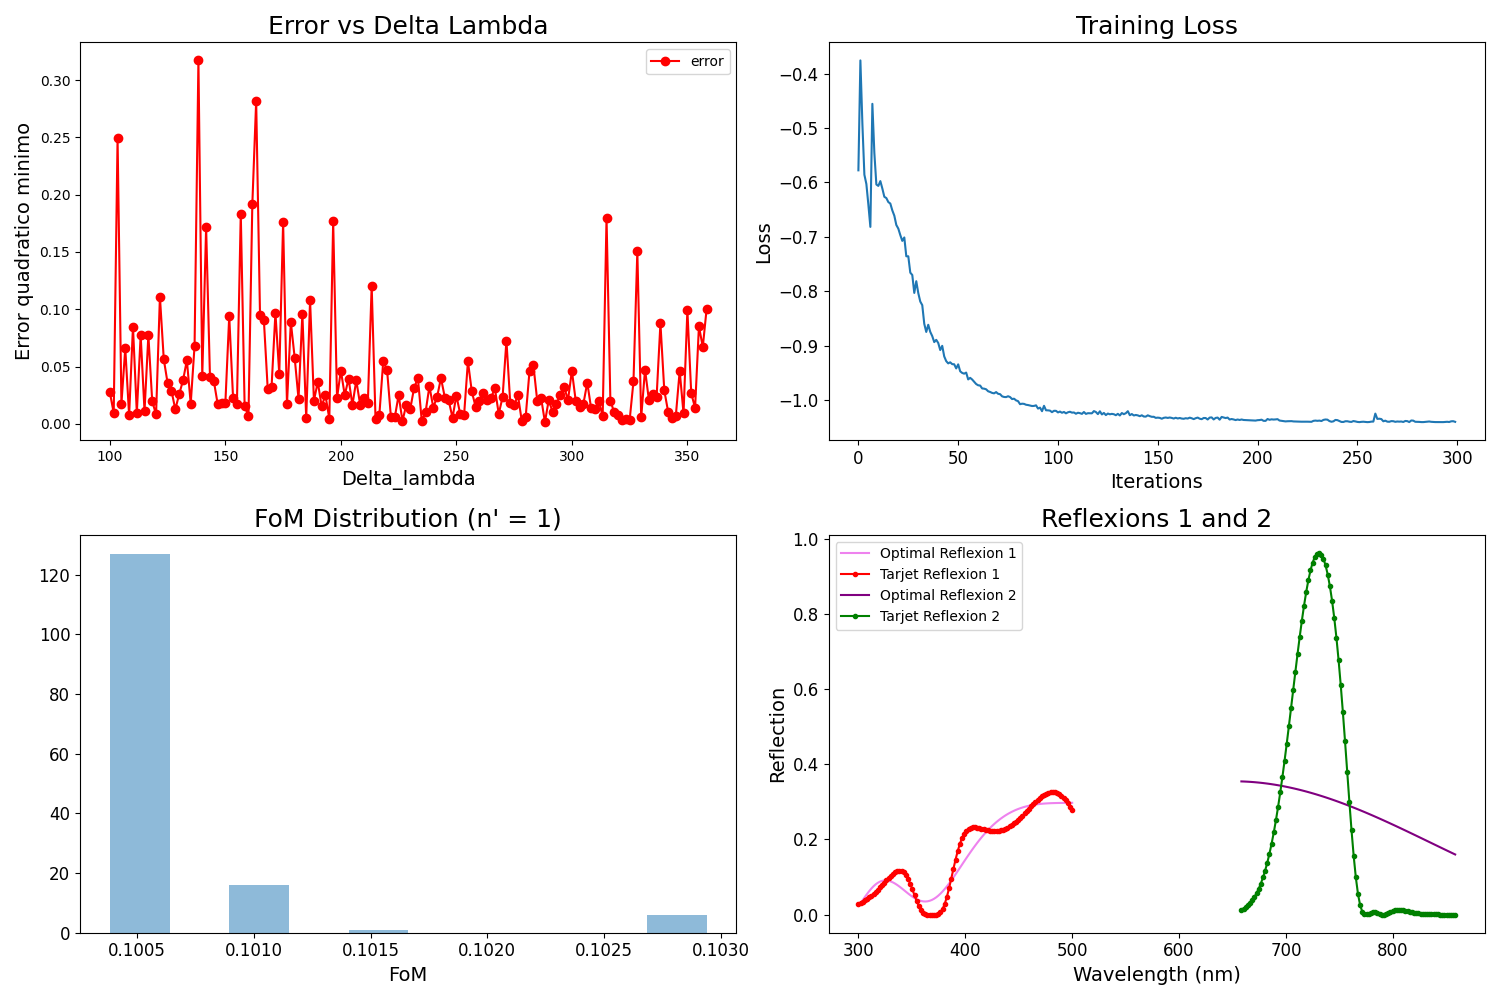 Error vs Delta Lambda
error
0.30
0.25
0.20
0.15
0.10
0.05
0.00
Error quadratico minimo
100 150 200 250 300 350
Delta_lambda
Training Loss
−0.4
−0.5
−0.6
−0.7
−0.8
−0.9
−1.0
Loss
0 50 100 150 200 250 300
Iterations
FoM Distribution (n' = 1)
120
100
80
60
40
20
0
0.1005 0.1010 0.1015 0.1020 0.1025 0.1030
FoM
Reflexions 1 and 2
Optimal Reflexion 1
Tarjet Reflexion 1
Optimal Reflexion 2
Tarjet Reflexion 2
1.0
0.8
0.6
0.4
0.2
0.0
Reflection
300 400 500 600 700 800
Wavelength (nm)